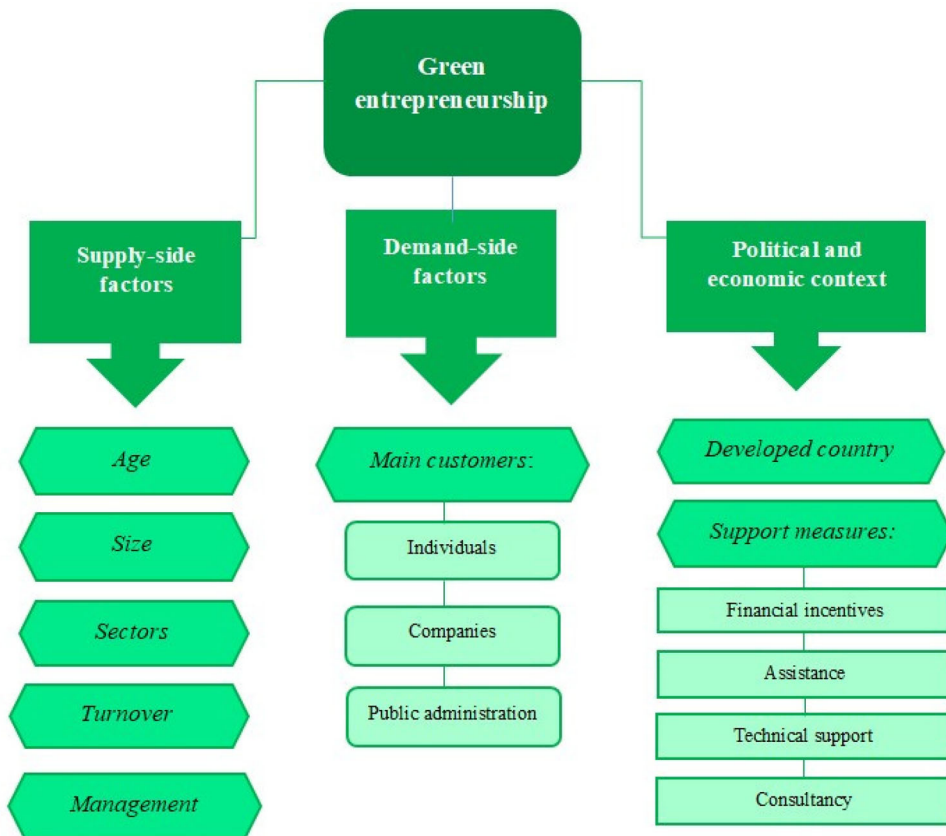 Green
entrepreneurship
Supply-side
factors
Demand-side
factors
Political and
economic context
Age
Size
Sectors
Turnover
Management
Main customers:
Individuals
Companies
Public administration
Developed country
Support measures:
Financial incentives
Assistance
Technical support
Consultancy